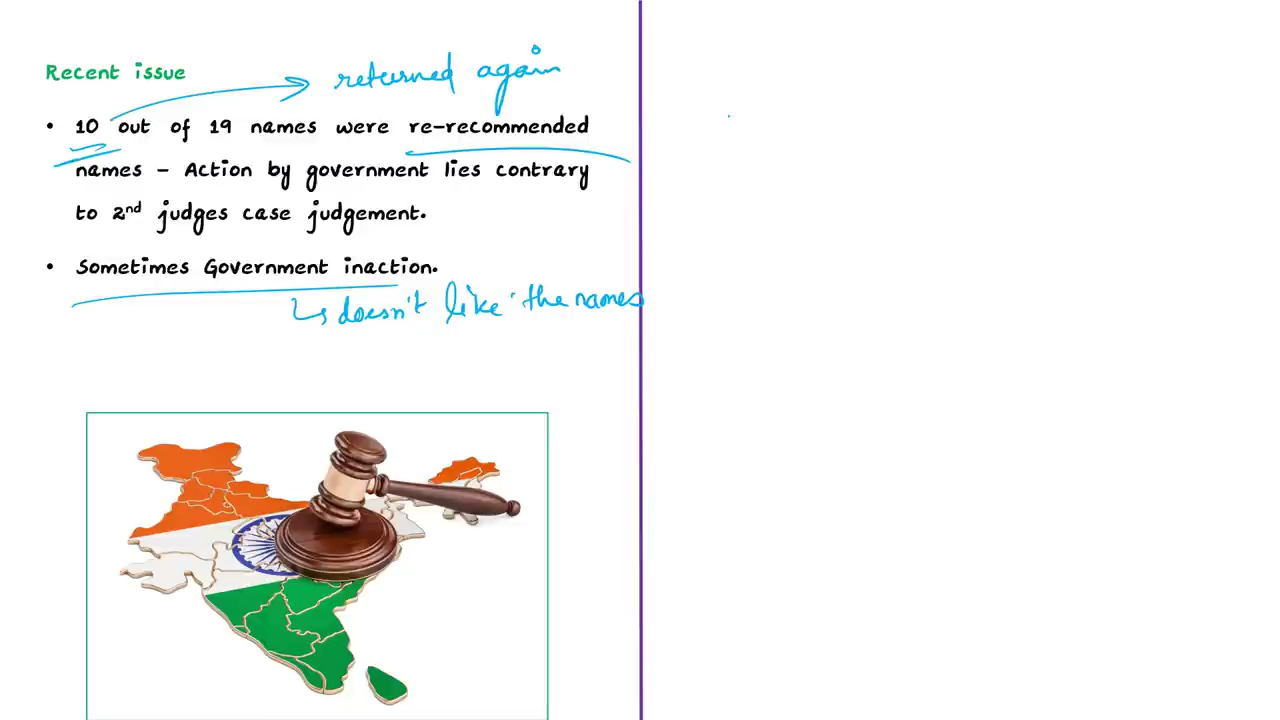 Recent issue
returned again
• 10 out of 19 names were re-recommended
names - Action by government lies contrary
to 2nd judges case judgement.
• Sometimes Government inaction.
↳ doesn't like the names